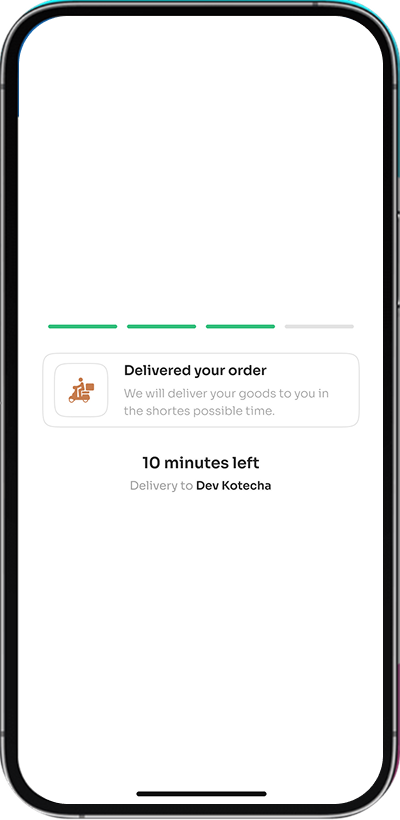 Delivered your order
We will deliver your goods to you in
the shortes possible time.
10 minutes left
Delivery to Dev Kotecha